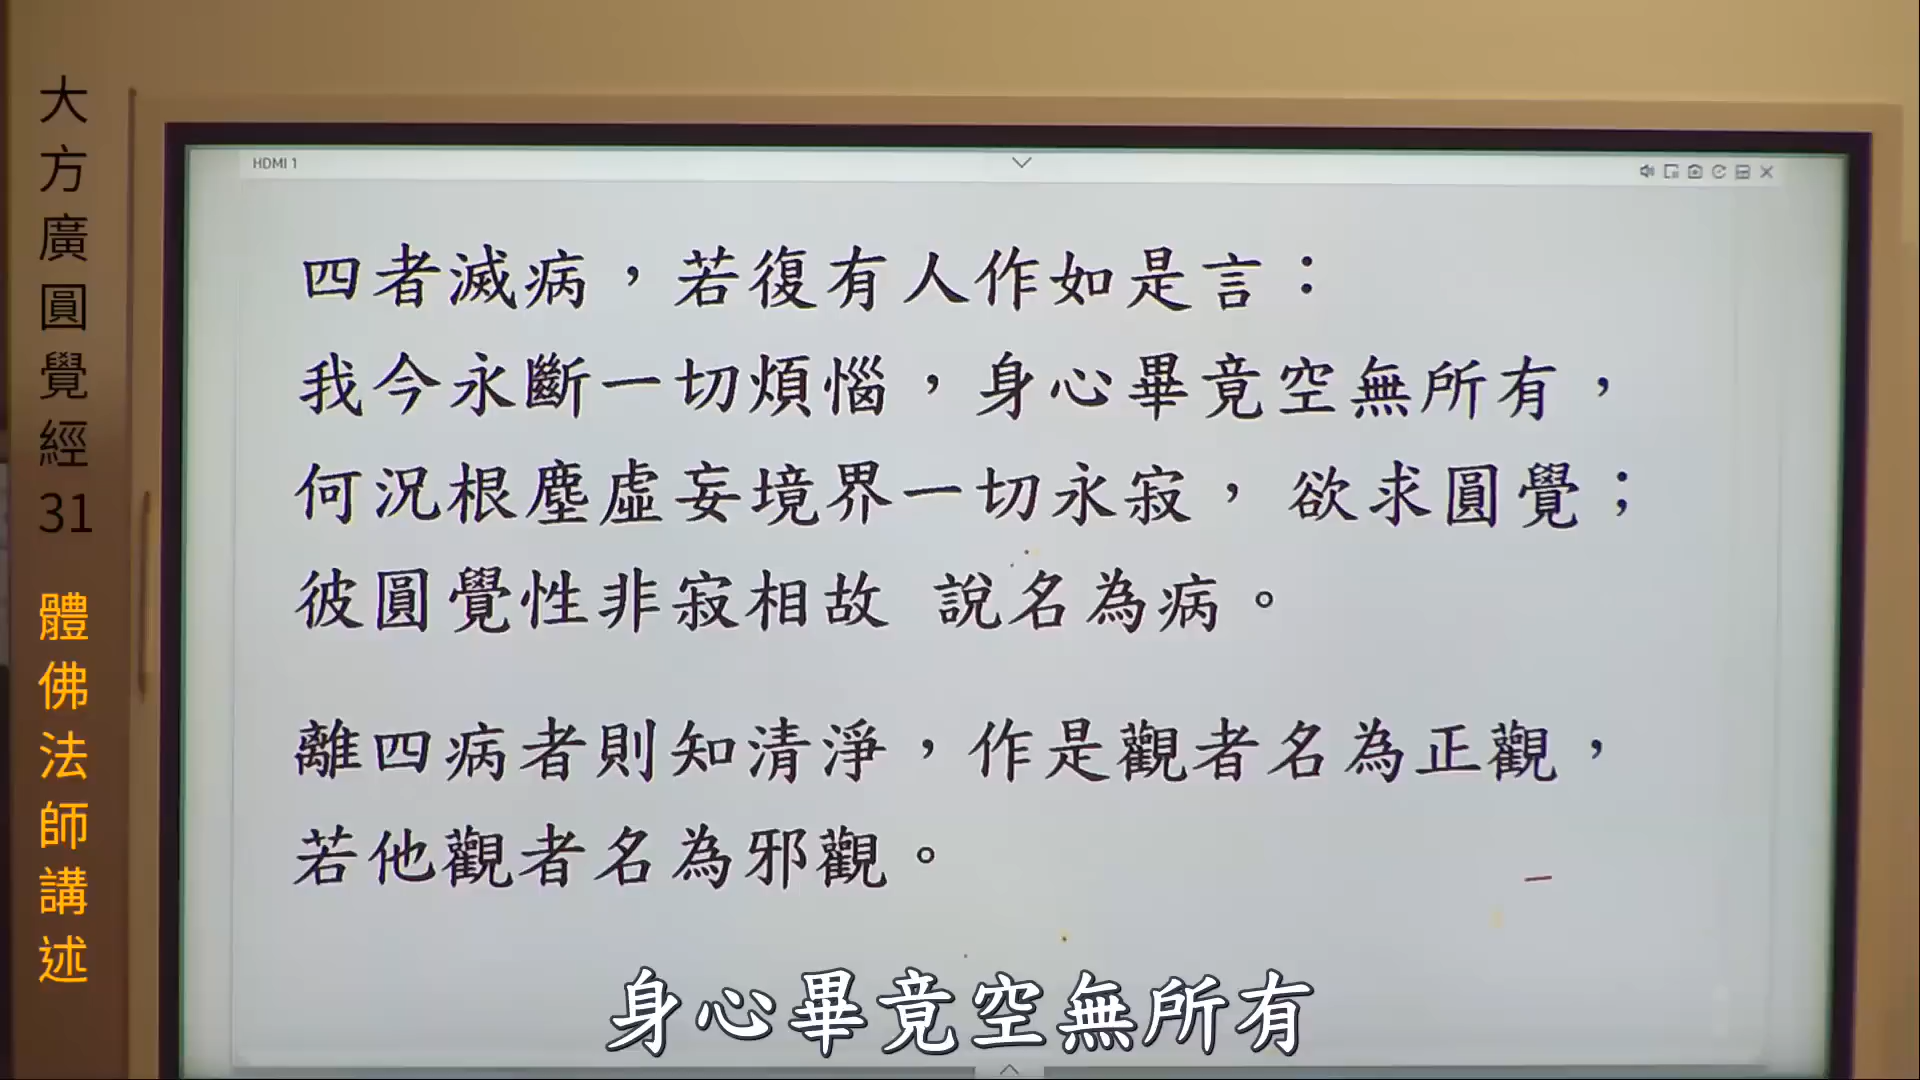 大方廣圓覺經31 體佛法師講述
HDMI 1
四者滅病，若復有人作如是言：
我今永斷一切煩惱，身心畢竟空無所有，
何況根塵虛妄境界一切永寂，欲求圓覺；
彼圓覺性非寂相故 說名為病。
離四病者則知清淨，作是觀者名為正觀，
若他觀者名為邪觀。
身心畢竟空無所有